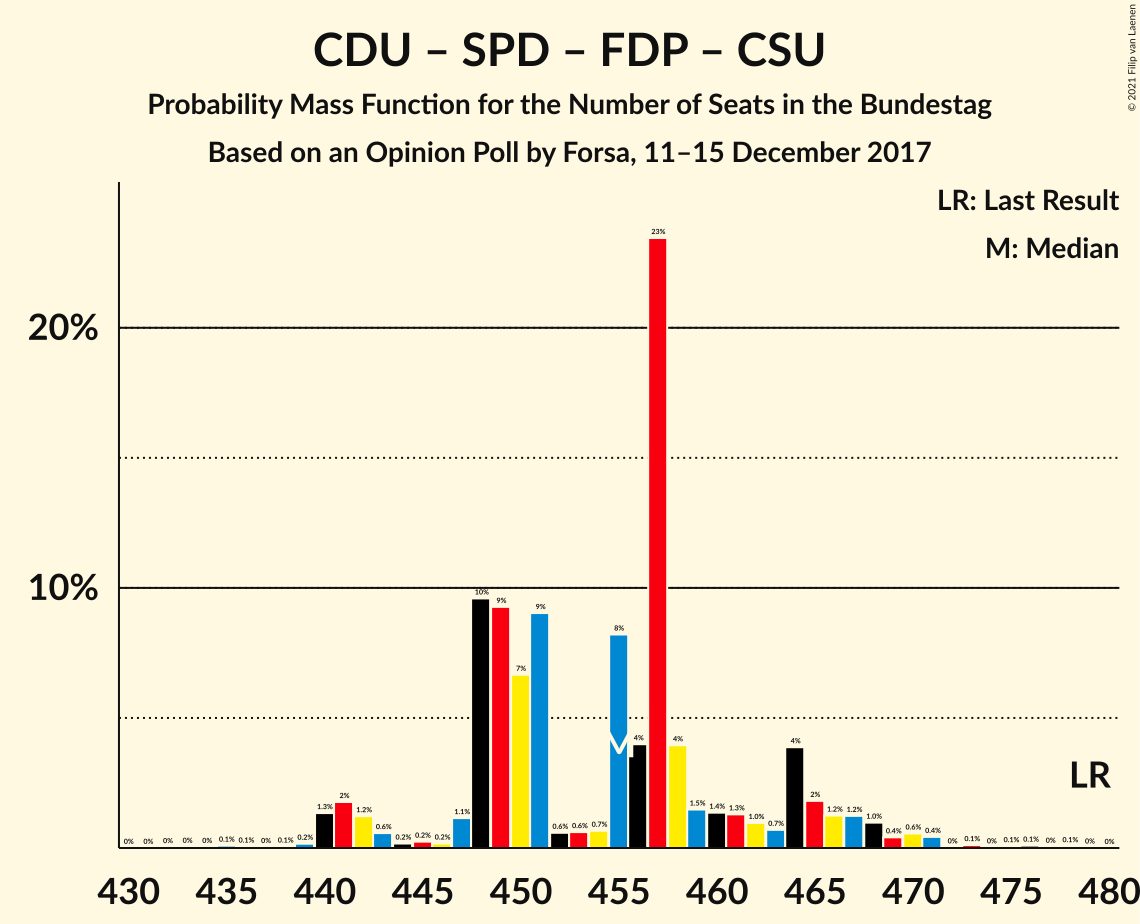 CDU – SPD – FDP – CSU
Probability Mass Function for the Number of Seats in the Bundestag
Based on an Opinion Poll by Forsa, 11–15 December 2017
© 2021 Filip van Laenen
LR: Last Result
M: Median
20%
10%
0% 0% 0% 0% 0% 0.1% 0.1% 0% 0.1% 0.2% 1.3% 2% 1.2% 0.6% 0.2% 0.2% 0.2% 1.1% 10% 9% 7% 9% 0.6% 0.6% 0.7% 8% 4% 23% 4% 1.5% 1.4% 1.3% 1.0% 0.7% 4% 2% 1.2% 1.2% 1.0% 0.4% 0.6% 0.4% 0% 0.1% 0% 0.1% 0.1% 0% 0.1% 0% 0%
M
LR
430 435 440 445 450 455 460 465 470 475 480